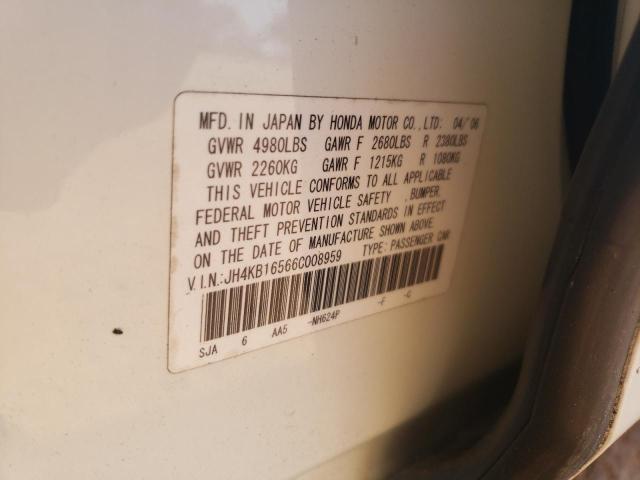 MFD. IN JAPAN BY HONDA MOTOR CO.,LTD. 04/'06
GVWR 4980LBS GAWR F 2680LBS R 2380LBS
GVWR 2260KG GAWR F 1215KG R 1080KG
THIS VEHICLE CONFORMS TO ALL APPLICABLE
FEDERAL MOTOR VEHICLE SAFETY ,BUMPER,
AND THEFT PREVENTION STANDARDS IN EFFECT
ON THE DATE OF MANUFACTURE SHOWN ABOVE.
V.I.N.:JH4KB16566C008959 TYPE: PASSENGER CAR
SJA 6 AA5 -NH624P -F -C